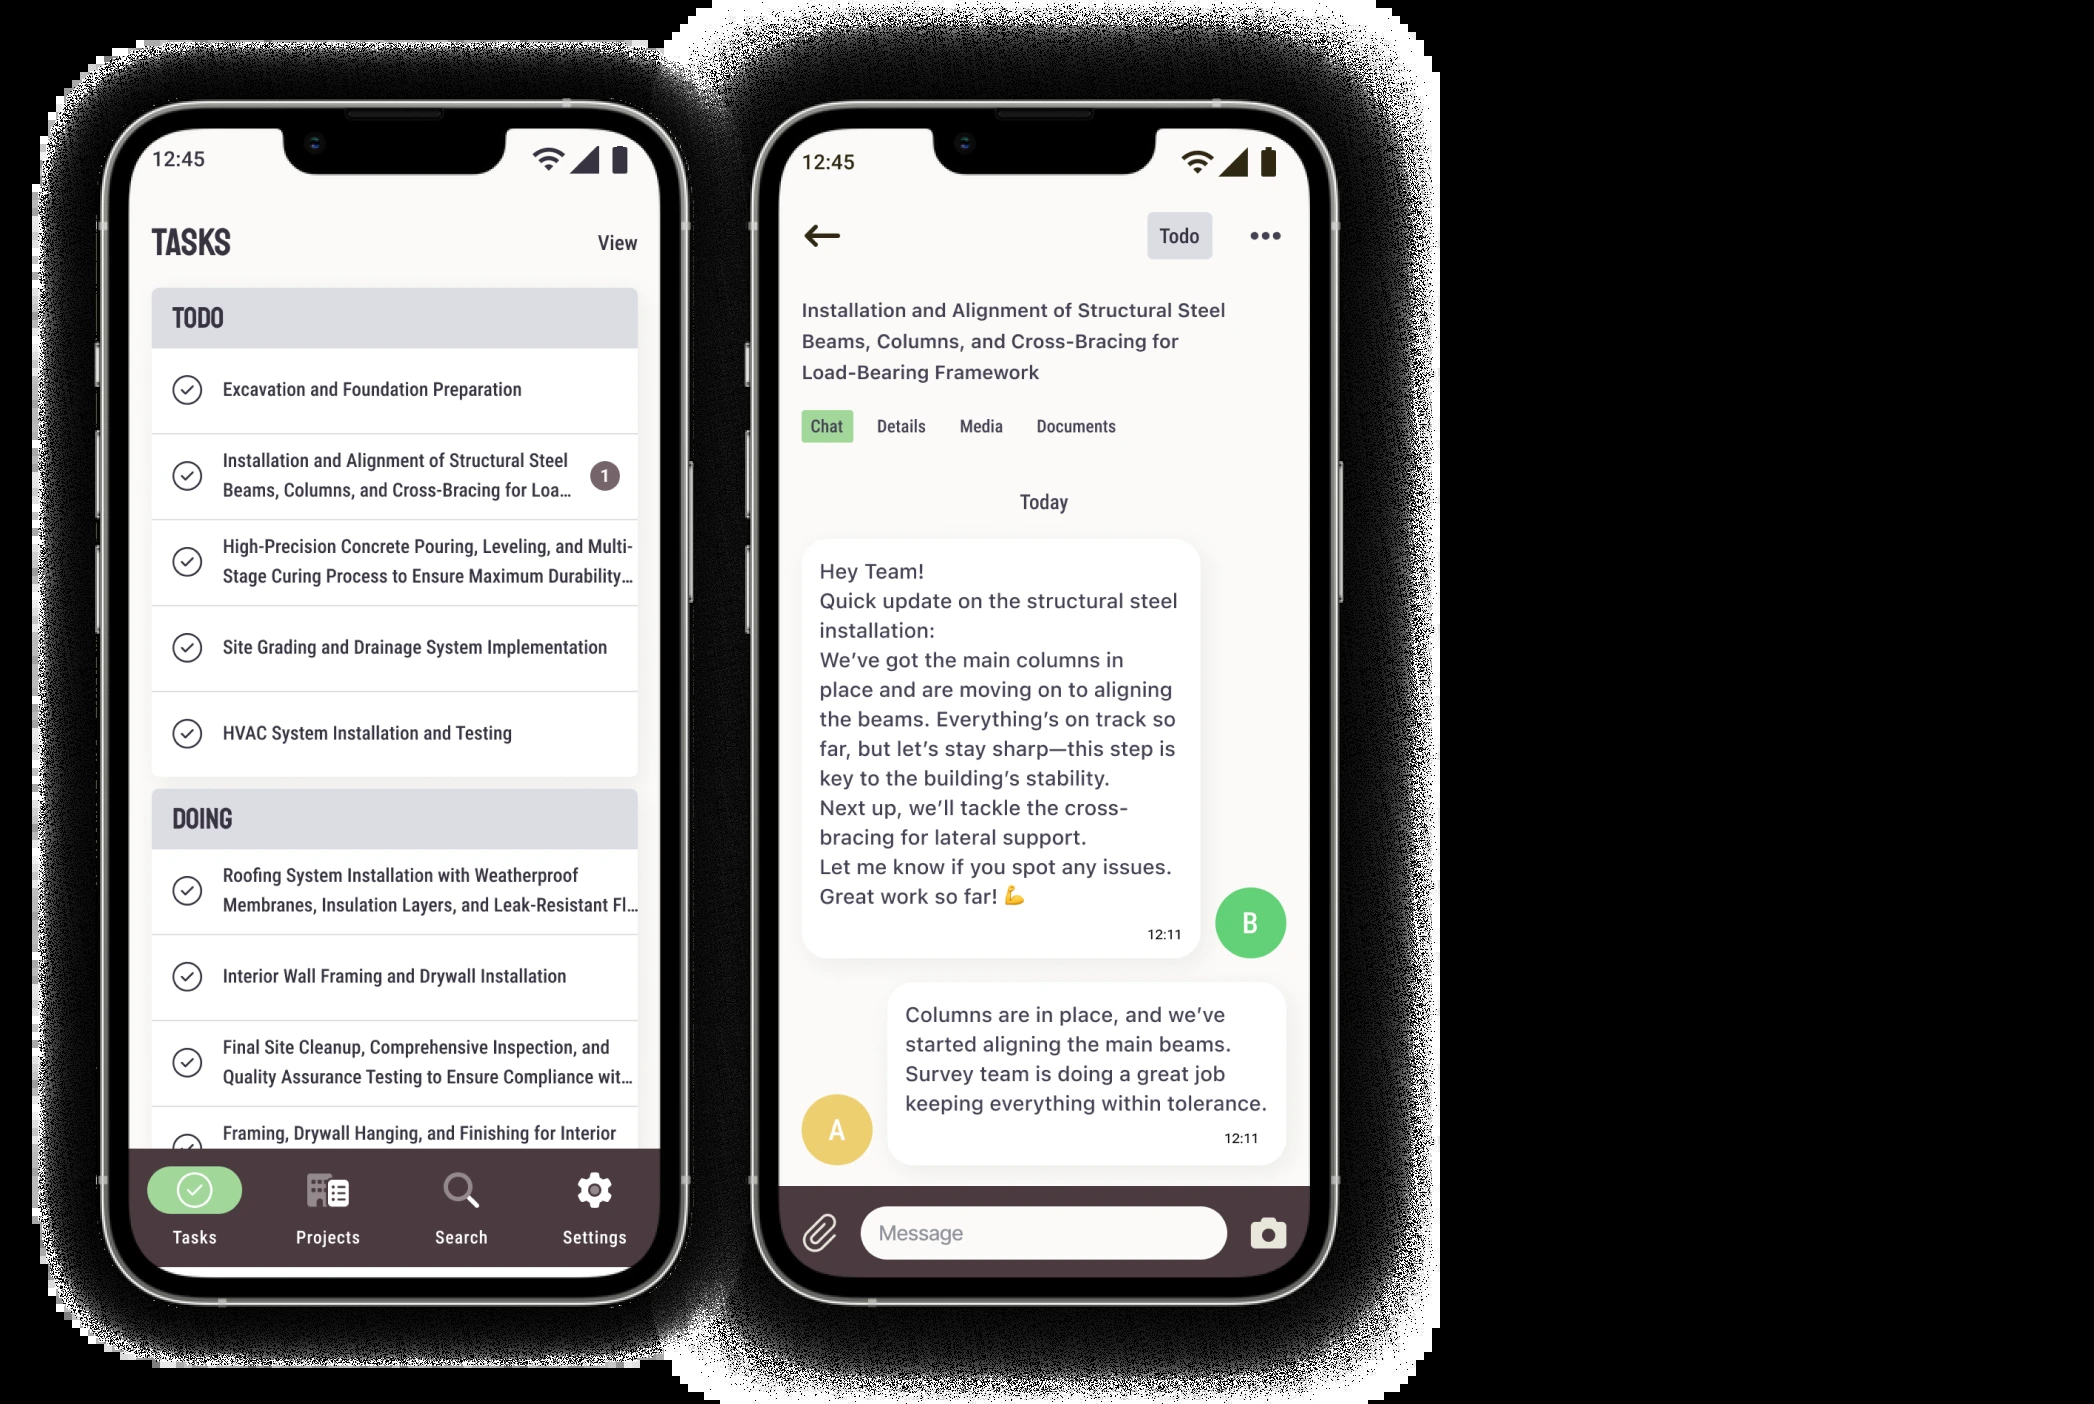 12:45
TASKS
View
TODO
Excavation and Foundation Preparation
Installation and Alignment of Structural Steel
Beams, Columns, and Cross-Bracing for Loa...
1
High-Precision Concrete Pouring, Leveling, and Multi-
Stage Curing Process to Ensure Maximum Durability...
Site Grading and Drainage System Implementation
HVAC System Installation and Testing
DOING
Roofing System Installation with Weatherproof
Membranes, Insulation Layers, and Leak-Resistant Fl...
Interior Wall Framing and Drywall Installation
Final Site Cleanup, Comprehensive Inspection, and
Quality Assurance Testing to Ensure Compliance wit...
Framing, Drywall Hanging, and Finishing for Interior
Tasks
Projects
Search
Settings
12:45
Todo
Installation and Alignment of Structural Steel
Beams, Columns, and Cross-Bracing for
Load-Bearing Framework
Chat
Details
Media
Documents
Today
Hey Team!
Quick update on the structural steel
installation:
We’ve got the main columns in
place and are moving on to aligning
the beams. Everything’s on track so
far, but let’s stay sharp—this step is
key to the building’s stability.
Next up, we’ll tackle the cross-
bracing for lateral support.
Let me know if you spot any issues.
Great work so far! 💪
12:11
B
Columns are in place, and we’ve
started aligning the main beams.
Survey team is doing a great job
keeping everything within tolerance.
12:11
A
Message